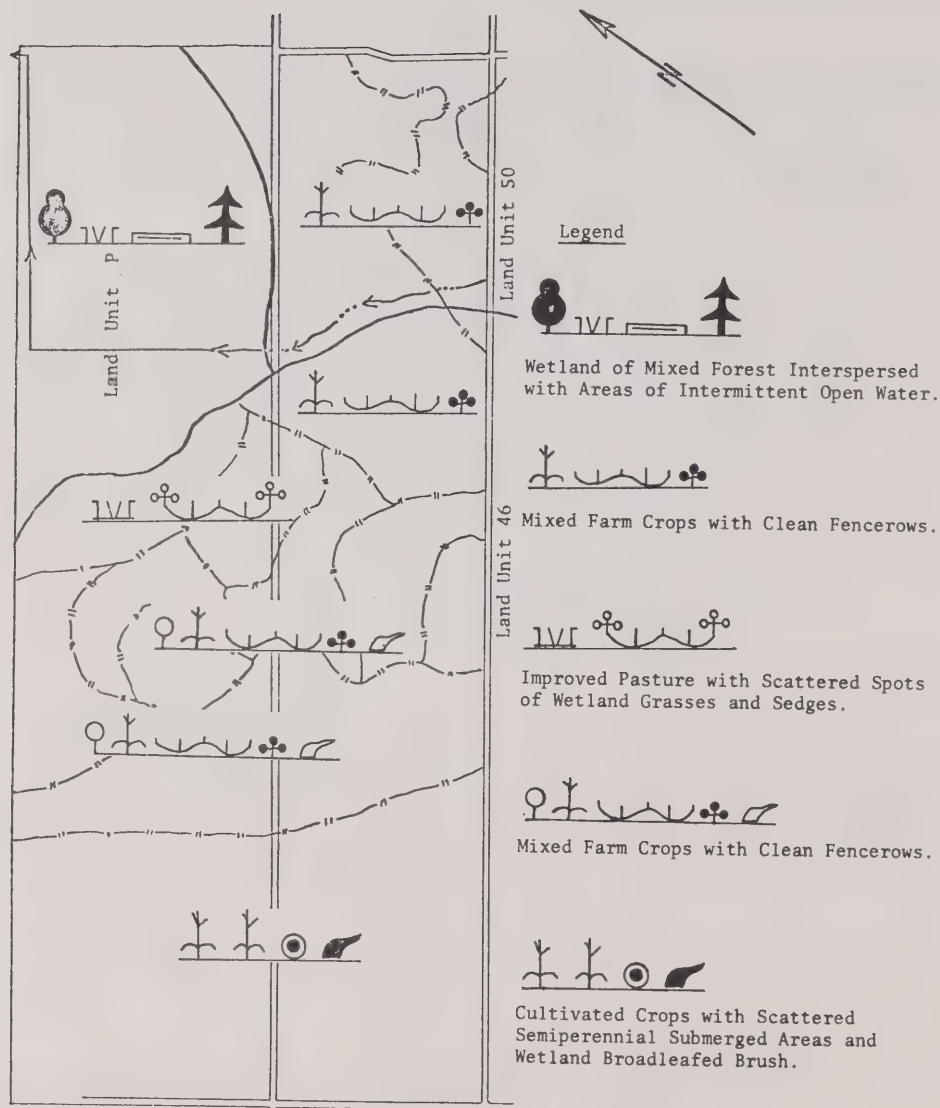 Land Unit 50
Land Unit P
Land Unit 46
Legend
Wetland of Mixed Forest Interspersed
with Areas of Intermittent Open Water.
Mixed Farm Crops with Clean Fencerows.
Improved Pasture with Scattered Spots
of Wetland Grasses and Sedges.
Mixed Farm Crops with Clean Fencerows.
Cultivated Crops with Scattered
Semiperennial Submerged Areas and
Wetland Broadleafed Brush.